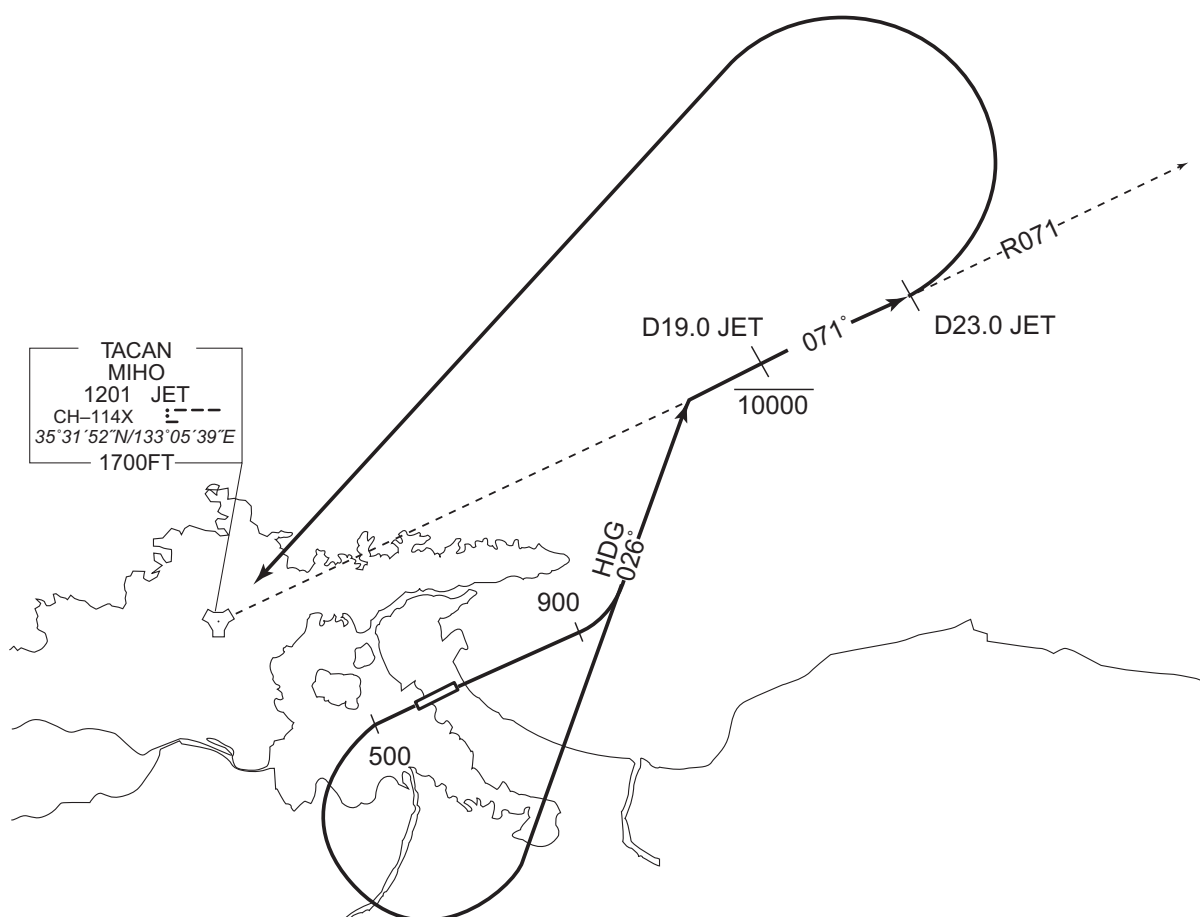 R071
D19.0 JET
071°
D23.0 JET
10000
TACAN
MIHO
1201 JET
CH–114X
35°31´52˝N/133°05´39˝E
1700FT
HDG
026°
900
500